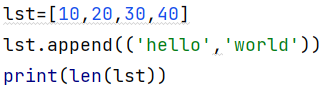 lst=[10,20,30,40]
lst.append(('hello','world'))
print(len(lst))